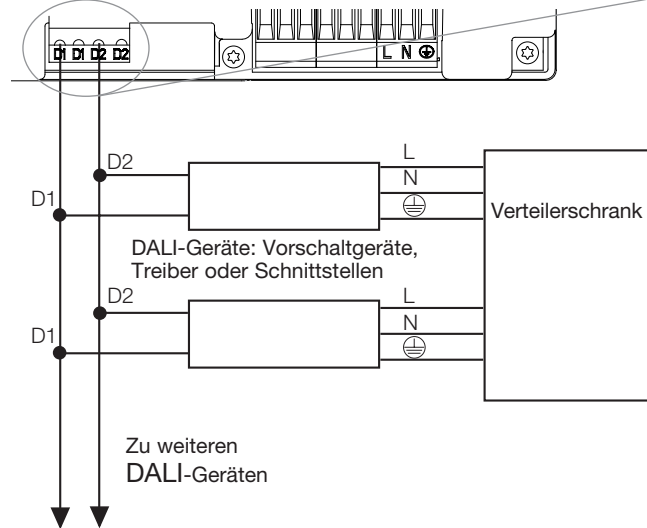 D1 D1 D2 D2
L N
D2
L
N
D1
Verteilerschrank
DALI-Geräte: Vorschaltgeräte,
Treiber oder Schnittstellen
D2
L
N
D1
Zu weiteren
DALI-Geräten